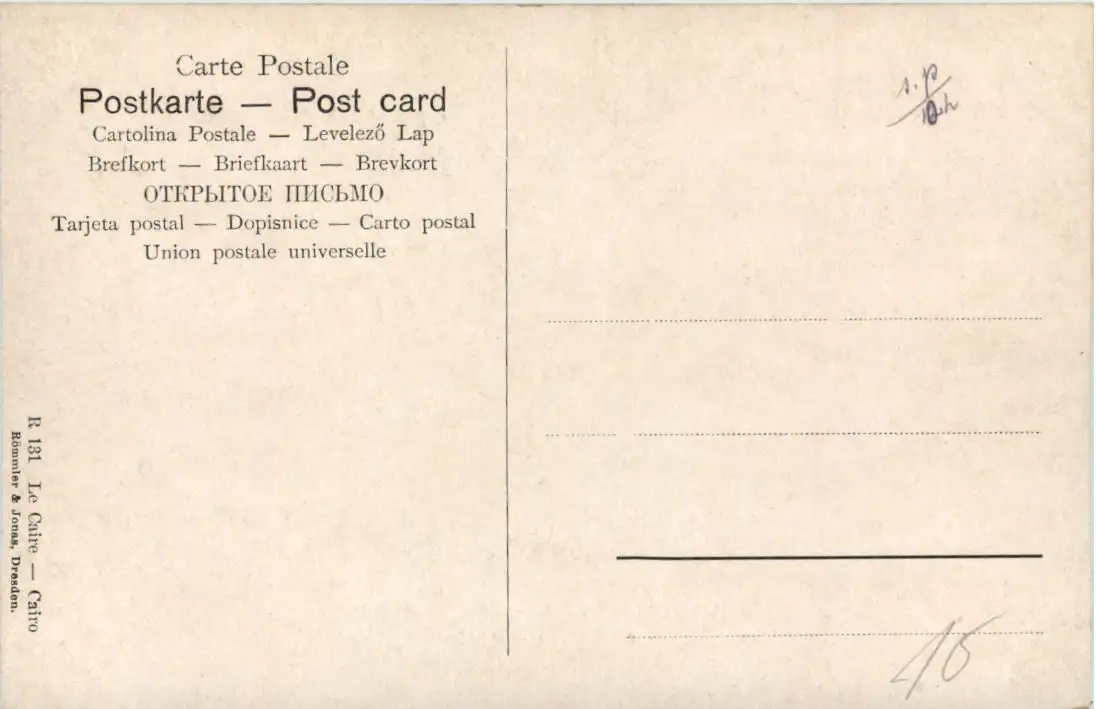 Carte Postale
Postkarte — Post card
Cartolina Postale — Levelező Lap
Brefkort — Briefkaart — Brevkort
ОТКРЫТОЕ ПИСЬМО
Tarjeta postal — Dopisnice — Carto postal
Union postale universelle
R 131 Le Caire — Cairo
Römmler & Jonas, Dresden.